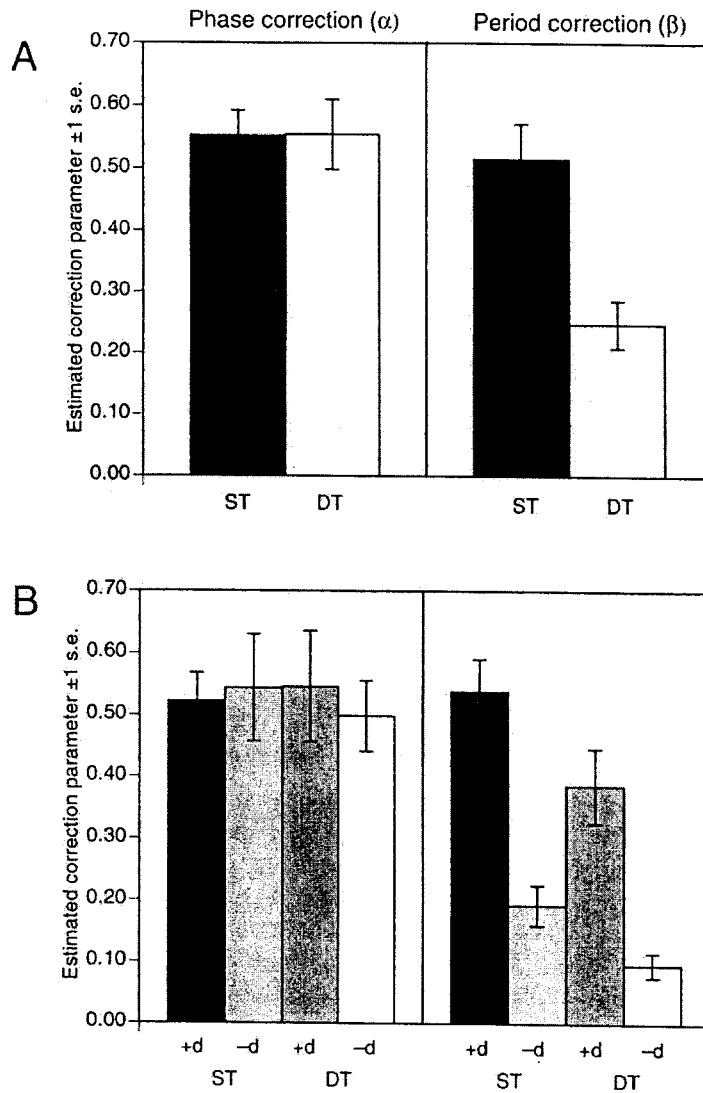 Phase correction (α) Period correction (β)
A
Estimated correction parameter ±1 s.e.
0.70
0.60
0.50
0.40
0.30
0.20
0.10
0.00
ST DT ST DT
B
Estimated correction parameter ±1 s.e.
0.70
0.60
0.50
0.40
0.30
0.20
0.10
0.00
+d –d +d –d +d –d +d –d
ST DT ST DT